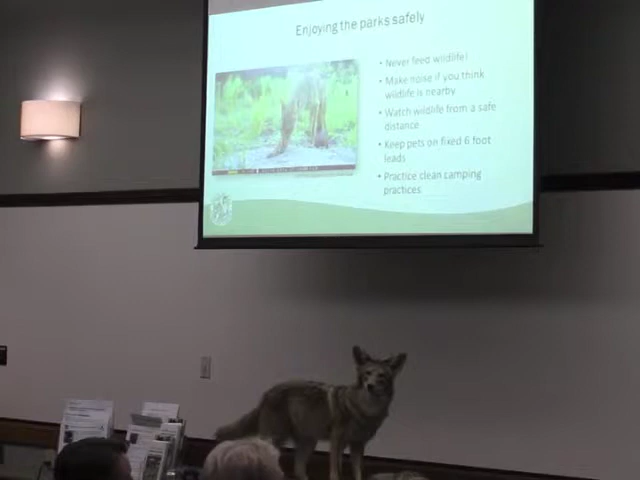 Enjoying the parks safely
• Never feed wildlife!
• Make noise if you think
wildlife is nearby
• Watch wildlife from a safe
distance
• Keep pets on fixed 6 foot
leads
• Practice clean camping
practices